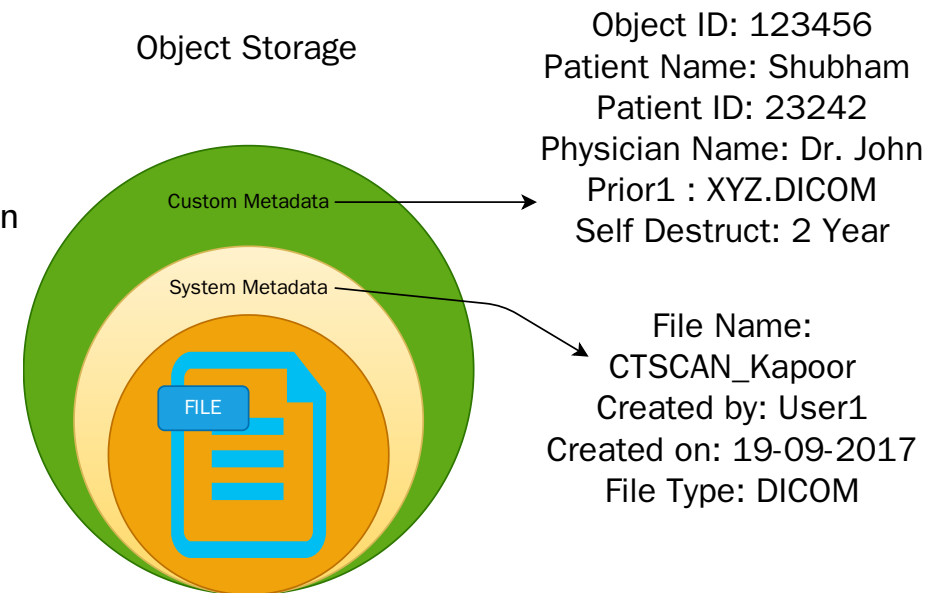 Object Storage
n
Custom Metadata
System Metadata
FILE
Object ID: 123456
Patient Name: Shubham
Patient ID: 23242
Physician Name: Dr. John
Prior1 : XYZ.DICOM
Self Destruct: 2 Year
File Name:
CTSCAN_Kapoor
Created by: User1
Created on: 19-09-2017
File Type: DICOM